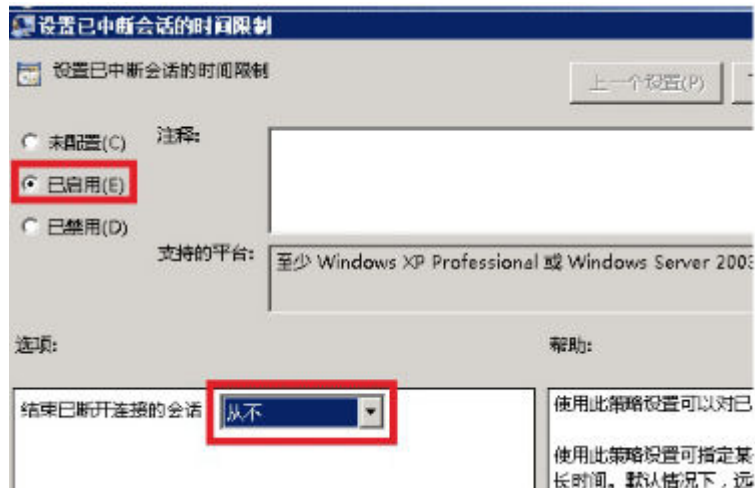 设置已中断会话的时间限制
设置已中断会话的时间限制
上一个设置(P)
未配置(C)
注释:
已启用(E)
已禁用(D)
支持的平台:
至少 Windows XP Professional 或 Windows Server 2003
选项:
帮助:
结束已断开连接的会话
从不
使用此策略设置可以对已
使用此策略设置可指定某
长时间。默认情况下，远